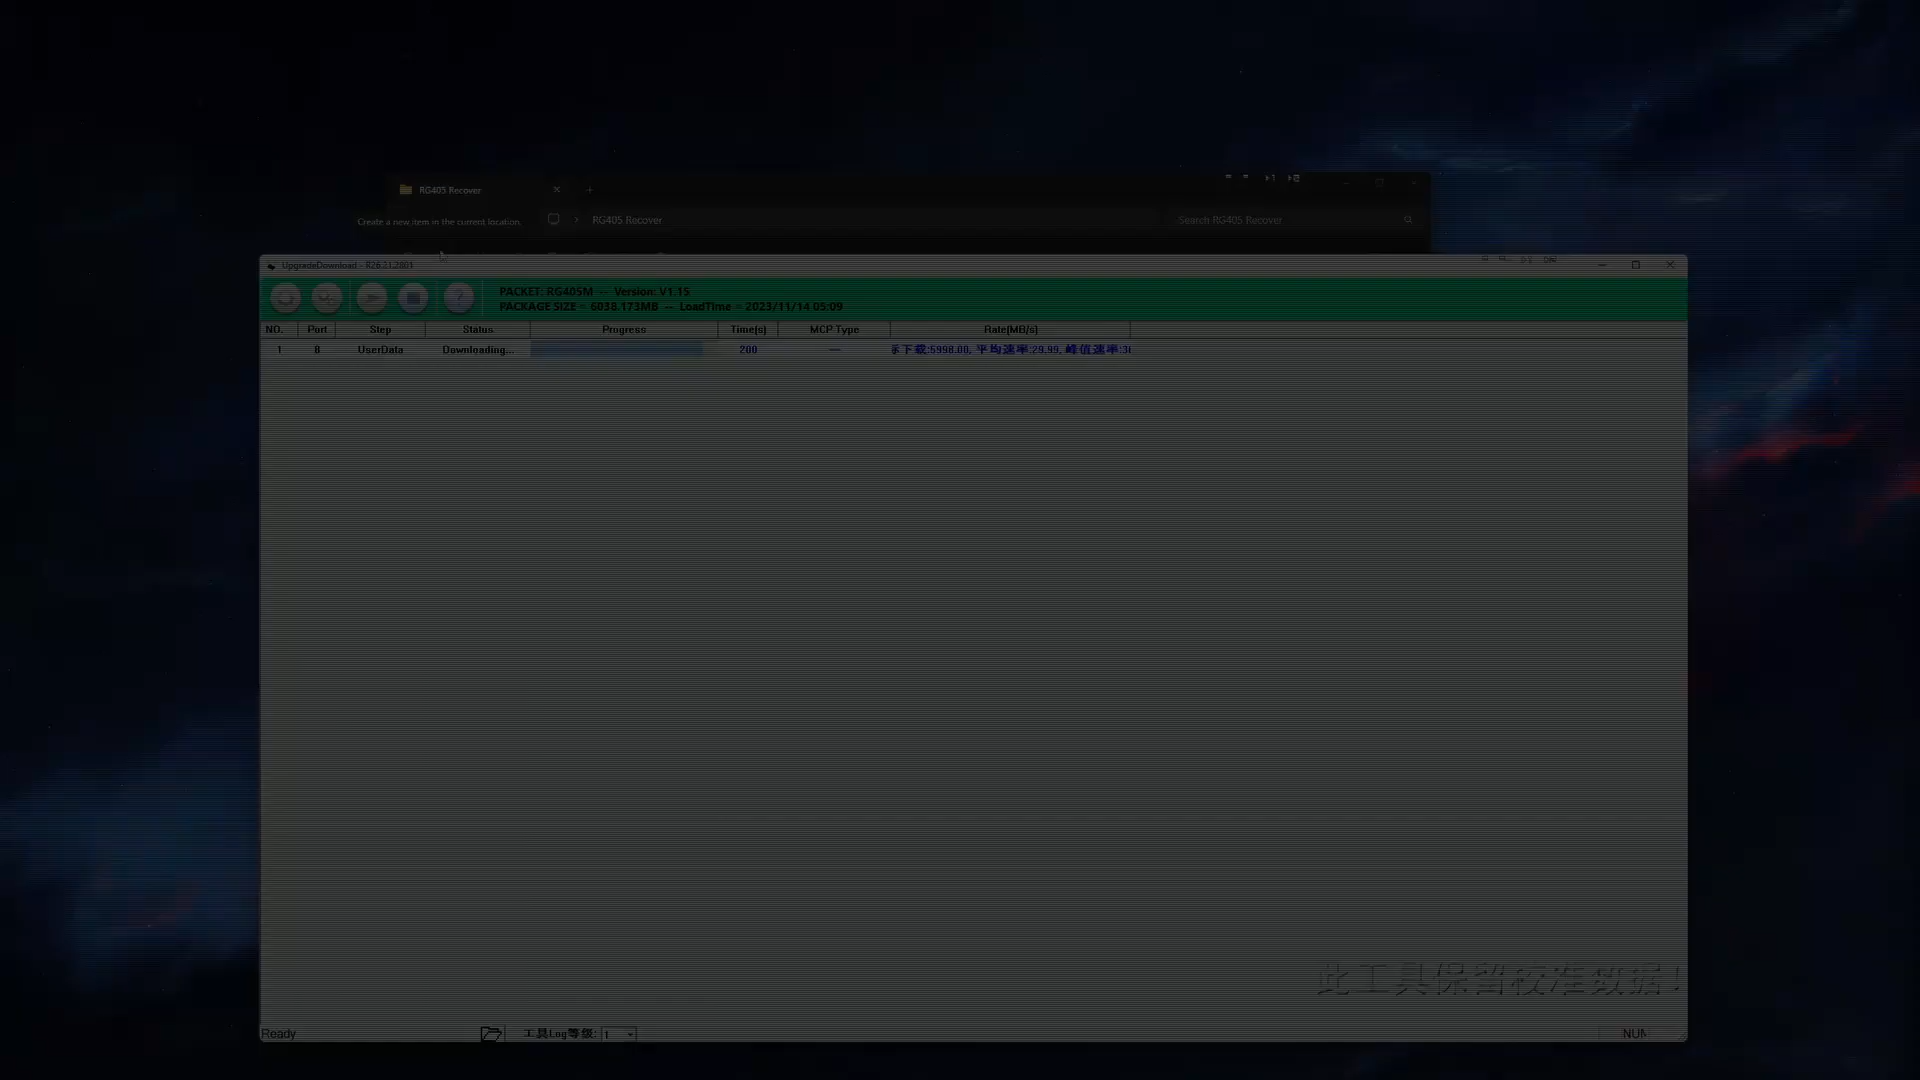 RG405 Recover
Create a new item in the current location.
RG405 Recover
Search RG405 Recover
UpgradeDownload - R26.21.2801
PACKET: RG405M -- Version: V1.15
PACKAGE SIZE = 6038.173MB -- LoadTime = 2023/11/14 05:09
NO. Port Step Status Progress Time(s) MCP Type Rate(MB/s)
1 8 UserData Downloading... 200 — 示下载:5998.00, 平均速率:29.99, 峰值速率:3
此工具保留校准数据!
Ready 工具Log等级: 1 NUM